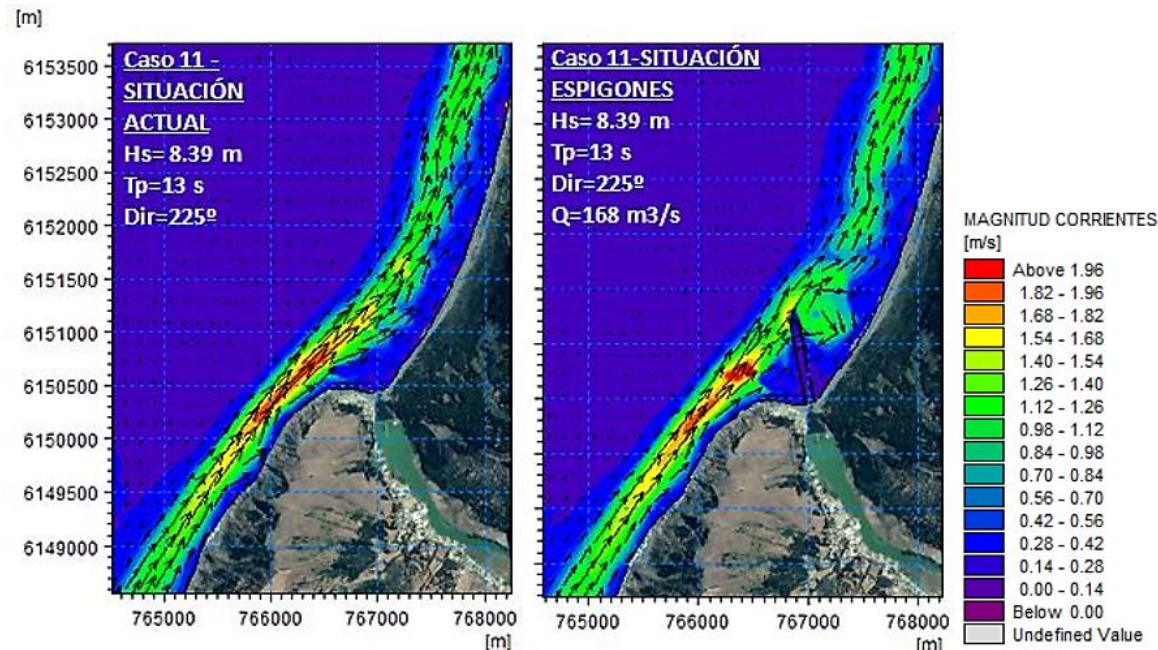 [m]
Caso 11 -
SITUACIÓN
ACTUAL
Hs= 8.39 m
Tp=13 s
Dir=225º
6153500
6153000
6152500
6152000
6151500
6151000
6150500
6150000
6149500
6149000
765000 766000 767000 768000
[m]
Caso 11-SITUACIÓN
ESPIGONES
Hs= 8.39 m
Tp=13 s
Dir=225º
Q=168 m3/s
765000 766000 767000 768000
[m]
MAGNITUD CORRIENTES
[m/s]
Above 1.96
1.82 - 1.96
1.68 - 1.82
1.54 - 1.68
1.40 - 1.54
1.26 - 1.40
1.12 - 1.26
0.98 - 1.12
0.84 - 0.98
0.70 - 0.84
0.56 - 0.70
0.42 - 0.56
0.28 - 0.42
0.14 - 0.28
0.00 - 0.14
Below 0.00
Undefined Value